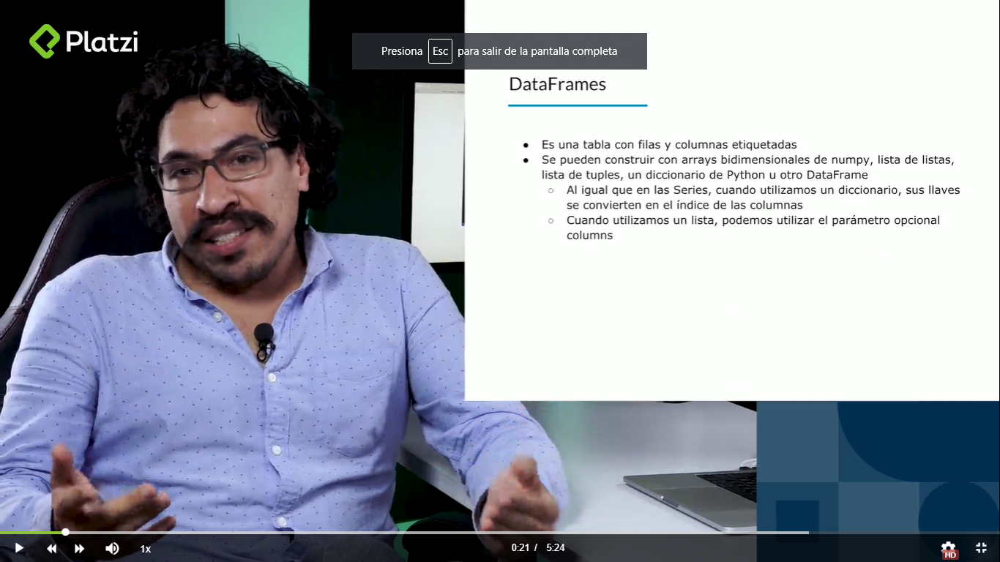 Platzi
Presiona Esc para salir de la pantalla completa
DataFrames
● Es una tabla con filas y columnas etiquetadas
● Se pueden construir con arrays bidimensionales de numpy, lista de listas,
lista de tuples, un diccionario de Python u otro DataFrame
○ Al igual que en las Series, cuando utilizamos un diccionario, sus llaves
se convierten en el índice de las columnas
○ Cuando utilizamos un lista, podemos utilizar el parámetro opcional
columns
1x
0:21 / 5:24
HD